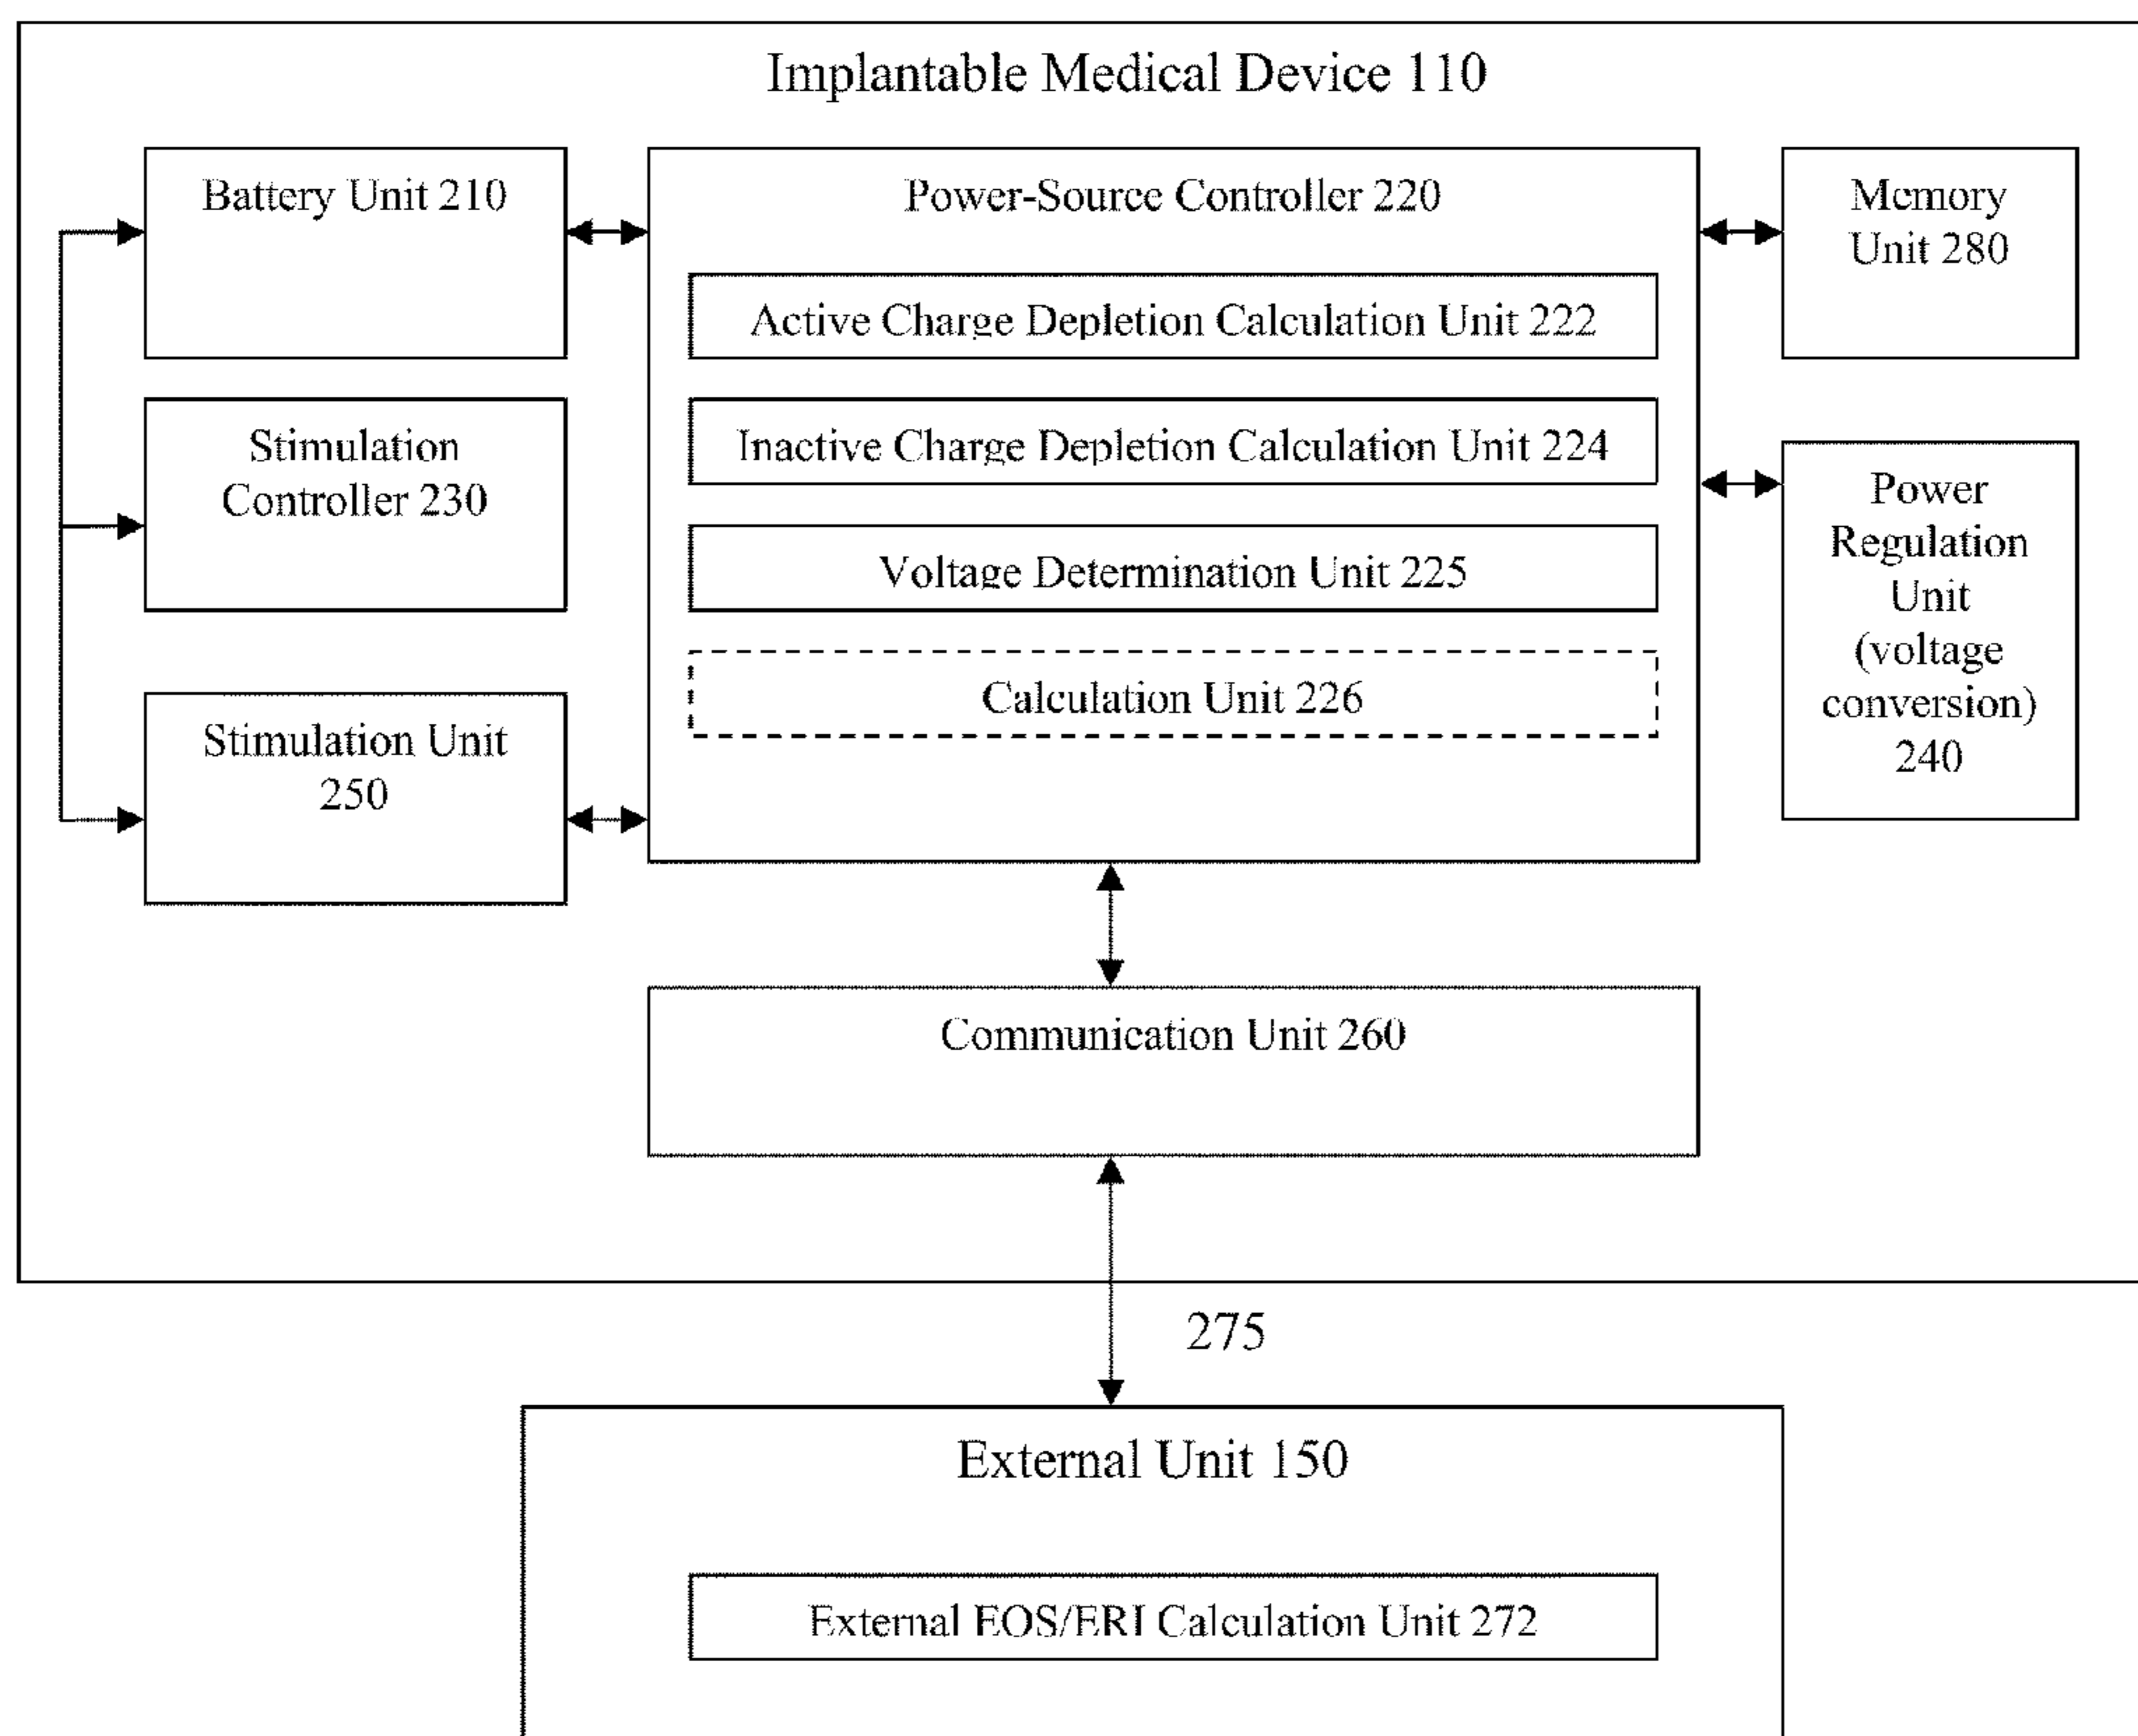 Implantable Medical Device 110
Battery Unit 210
Power-Source Controller 220
Memory
Unit 280
Active Charge Depletion Calculation Unit 222
Inactive Charge Depletion Calculation Unit 224
Voltage Determination Unit 225
Calculation Unit 226
Stimulation
Controller 230
Power
Regulation
Unit
(voltage
conversion)
240
Stimulation Unit
250
Communication Unit 260
275
External Unit 150
External EOS/ERI Calculation Unit 272